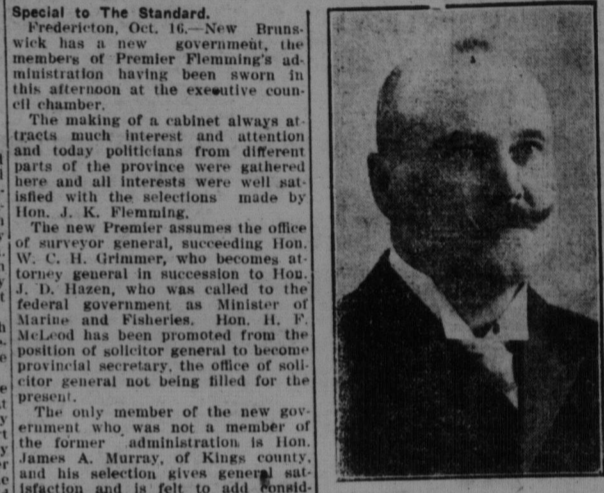 Special to The Standard.
Fredericton, Oct. 16.—New Bruns-
wick has a new government, the
members of Premier Flemming's ad-
ministration having been sworn in
this afternoon at the executive coun-
cil chamber.
The making of a cabinet always at-
tracts much interest and attention
and today politicians from different
parts of the province were gathered
here and all interests were well sat-
isfied with the selections made by
Hon. J. K. Flemming.
The new Premier assumes the office
of surveyor general, succeeding Hon.
W. C. H. Grimmer, who becomes at-
torney general in succession to Hon.
J. D. Hazen, who was called to the
federal government as Minister of
Marine and Fisheries. Hon. H. F.
McLeod has been promoted from the
position of solicitor general to become
provincial secretary, the office of soli-
citor general not being filled for the
present.
The only member of the new gov-
ernment who was not a member of
the former administration is Hon.
James A. Murray, of Kings county,
and his selection gives general sat-
isfaction and is felt to add consid-